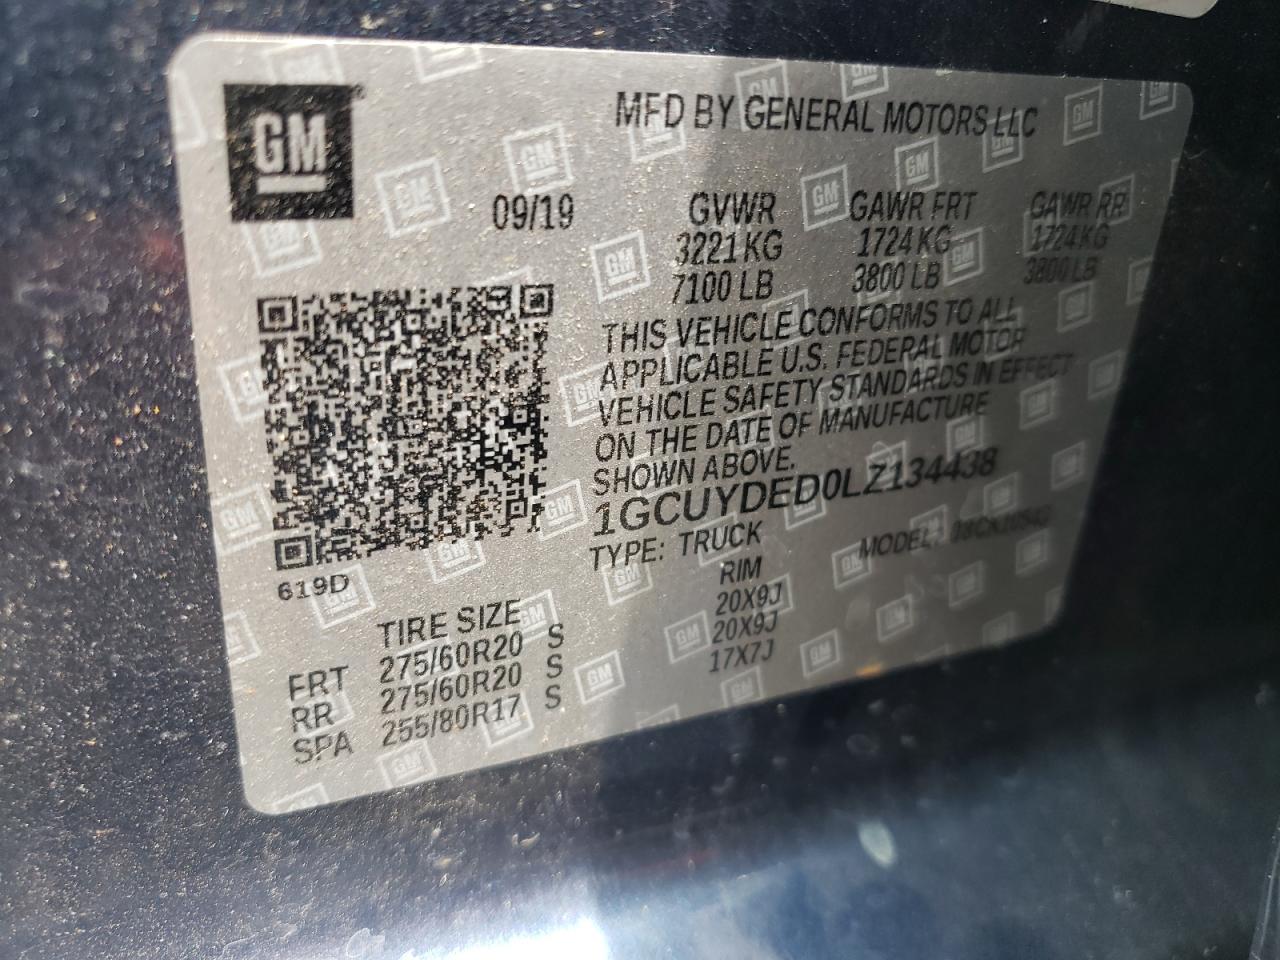 GM
MFD BY GENERAL MOTORS LLC
09/19 GVWR GAWR FRT GAWR RR
3221 KG 1724 KG 1724 KG
7100 LB 3800 LB 3800 LB
THIS VEHICLE CONFORMS TO ALL
APPLICABLE U.S. FEDERAL MOTOR
VEHICLE SAFETY STANDARDS IN EFFECT
ON THE DATE OF MANUFACTURE
SHOWN ABOVE.
1GCUYDED0LZ134438
TYPE: TRUCK MODEL:
619D
TIRE SIZE RIM
FRT 275/60R20 S 20X9J
RR 275/60R20 S 20X9J
SPA 255/80R17 S 17X7J